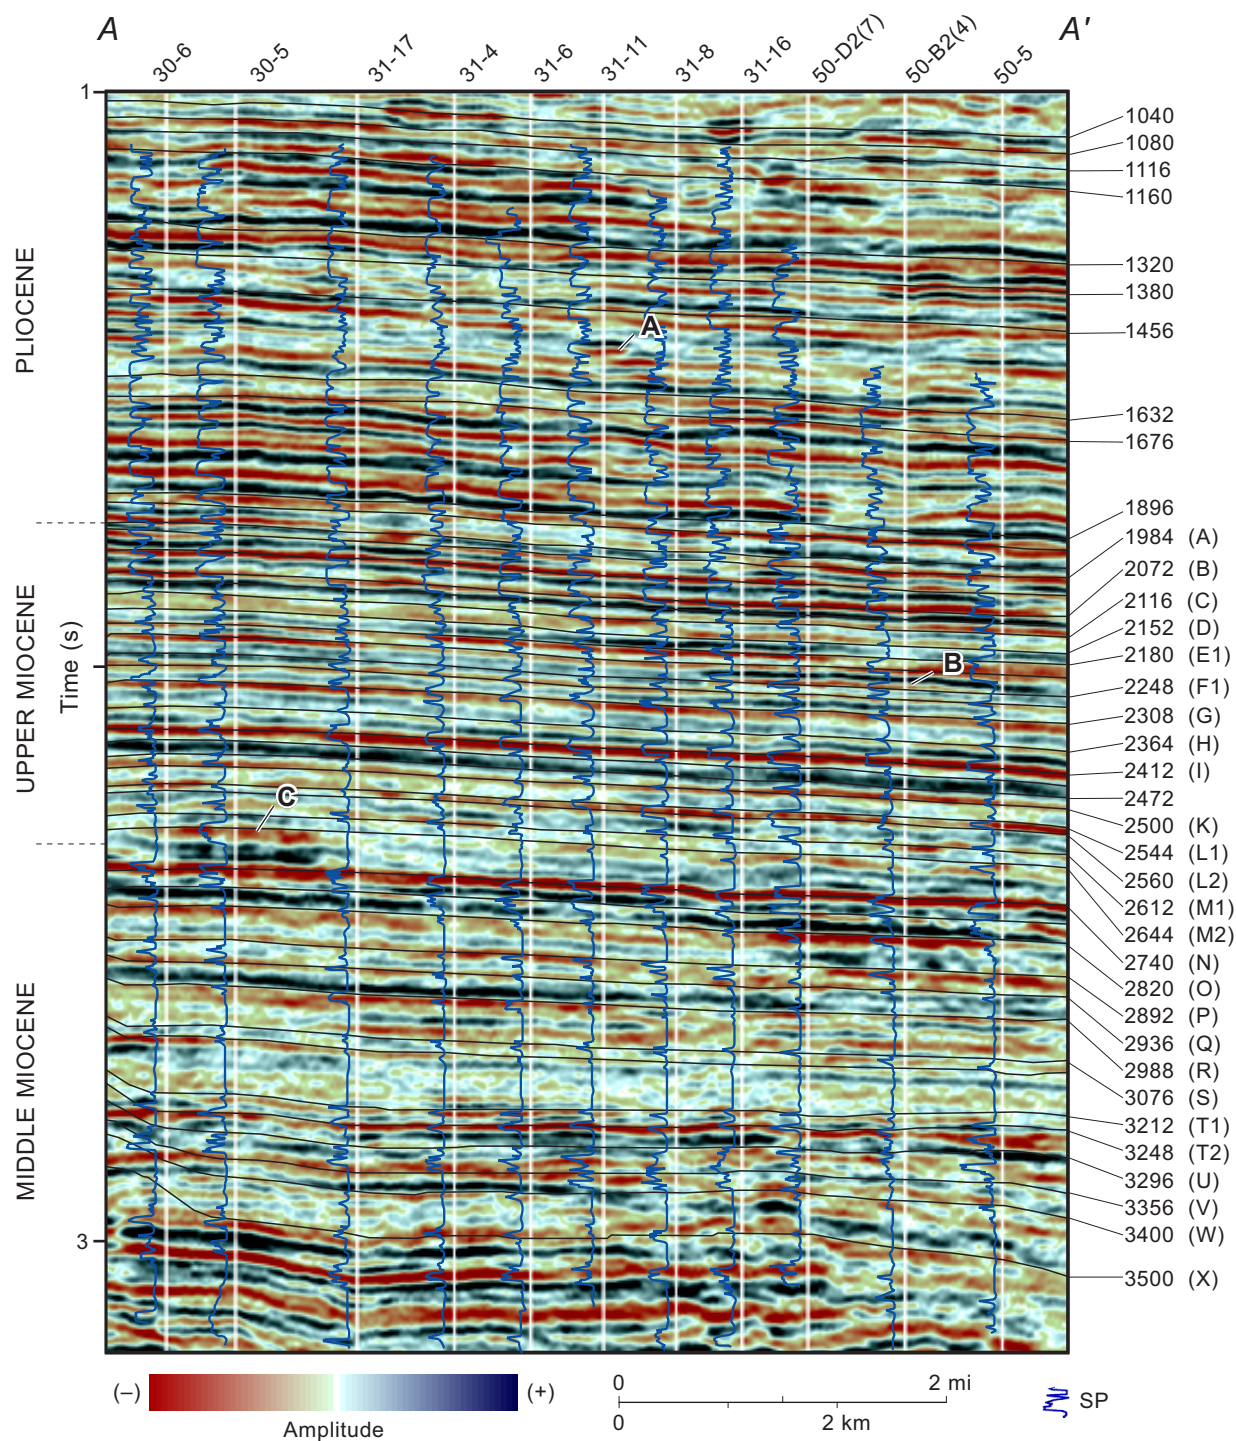 A
A′
30-6
30-5
31-17
31-4
31-6
31-11
31-8
31-16
50-D2(7)
50-B2(4)
50-5
1
3
Time (s)
PLIOCENE
UPPER MIOCENE
MIDDLE MIOCENE
A
B
C
1040
1080
1116
1160
1320
1380
1456
1632
1676
1896
1984 (A)
2072 (B)
2116 (C)
2152 (D)
2180 (E1)
2248 (F1)
2308 (G)
2364 (H)
2412 (I)
2472
2500 (K)
2544 (L1)
2560 (L2)
2612 (M1)
2644 (M2)
2740 (N)
2820 (O)
2892 (P)
2936 (Q)
2988 (R)
3076 (S)
3212 (T1)
3248 (T2)
3296 (U)
3356 (V)
3400 (W)
3500 (X)
(–)
(+)
Amplitude
0
2 mi
0
2 km
SP